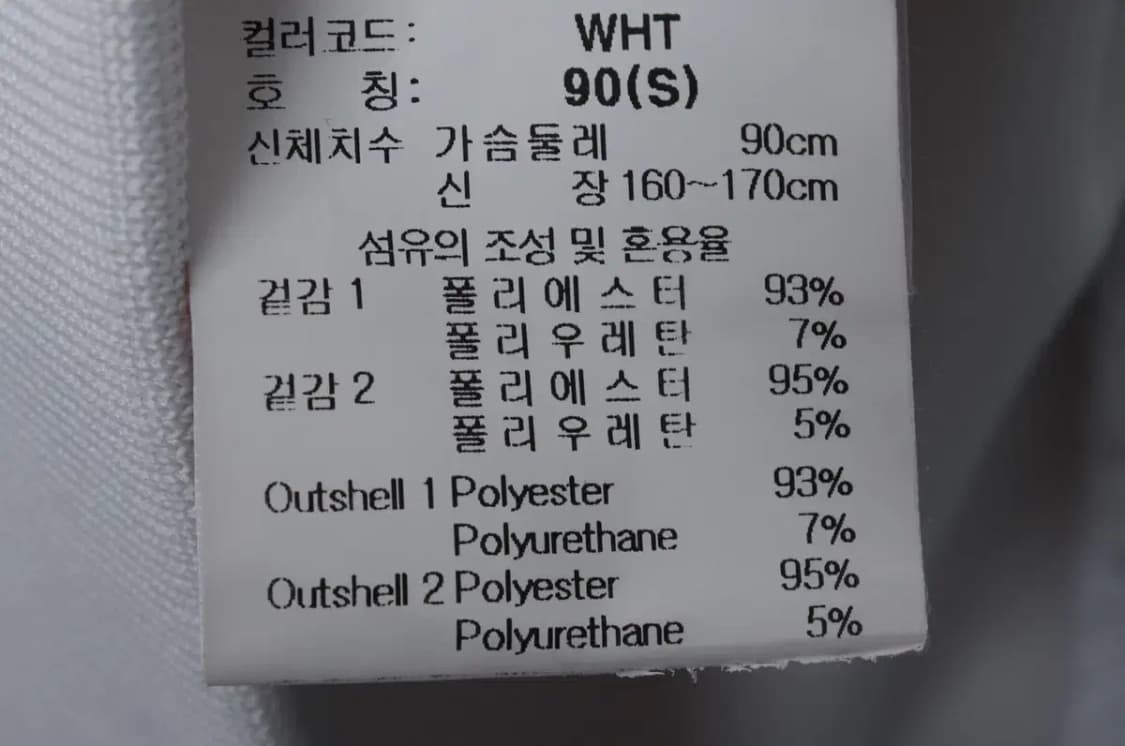 컬러코드: WHT
호 칭: 90(S)
신체치수 가슴둘레 90cm
신 장 160~170cm
섬유의 조성 및 혼용율
겉감 1 폴리에스터 93%
폴리우레탄 7%
겉감 2 폴리에스터 95%
폴리우레탄 5%
Outshell 1 Polyester 93%
Polyurethane 7%
Outshell 2 Polyester 95%
Polyurethane 5%